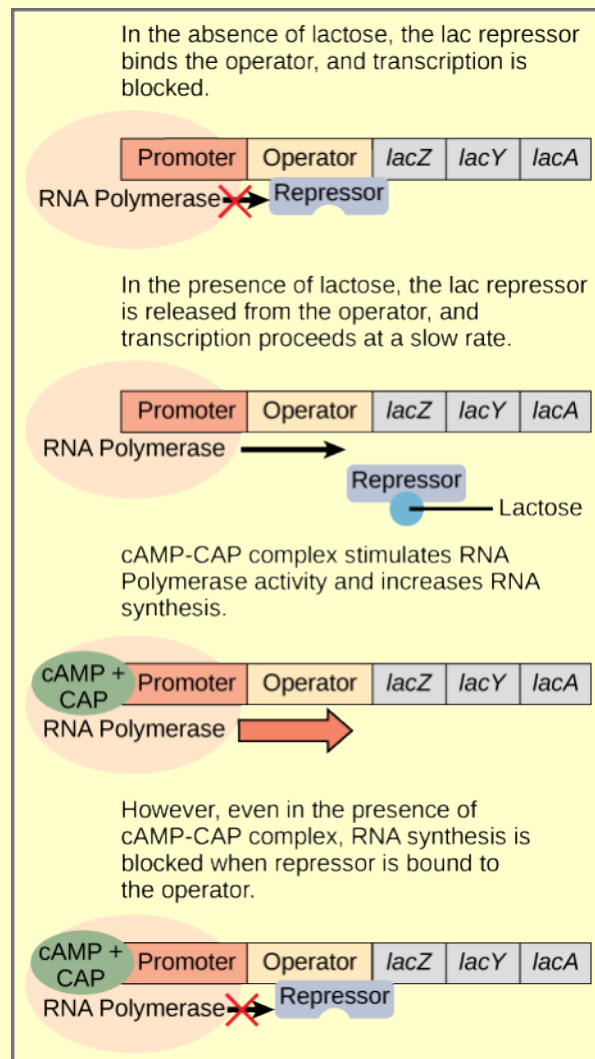 In the absence of lactose, the lac repressor
binds the operator, and transcription is
blocked.
Promoter Operator lacZ lacY lacA
RNA Polymerase Repressor
In the presence of lactose, the lac repressor
is released from the operator, and
transcription proceeds at a slow rate.
Promoter Operator lacZ lacY lacA
RNA Polymerase
Repressor
Lactose
cAMP-CAP complex stimulates RNA
Polymerase activity and increases RNA
synthesis.
cAMP +
CAP
Promoter Operator lacZ lacY lacA
RNA Polymerase
However, even in the presence of
cAMP-CAP complex, RNA synthesis is
blocked when repressor is bound to
the operator.
cAMP +
CAP
Promoter Operator lacZ lacY lacA
RNA Polymerase Repressor